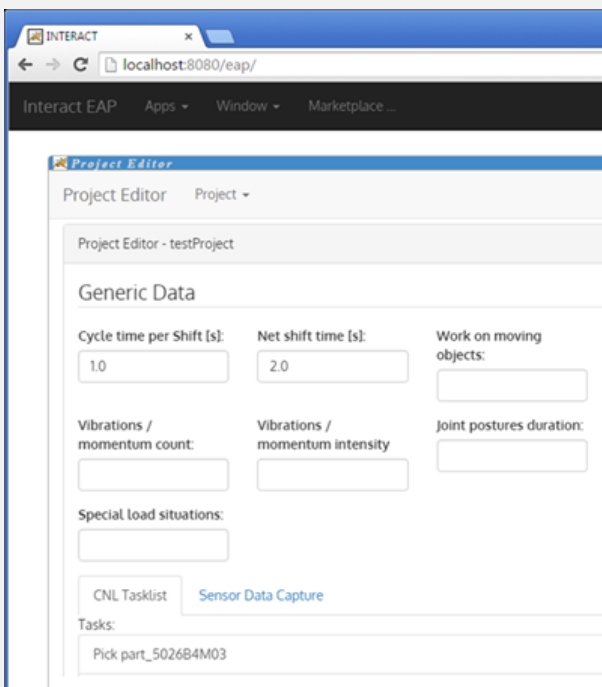 INTERACT ×
localhost:8080/eap/
Interact EAP Apps Window Marketplace ...
Project Editor
Project Editor Project
Project Editor - testProject
Generic Data
Cycle time per Shift [s]: Net shift time [s]: Work on moving
objects:
1.0 2.0
Vibrations / Vibrations / Joint postures duration:
momentum count: momentum intensity
Special load situations:
CNL Tasklist Sensor Data Capture
Tasks:
Pick part_5026B4M03